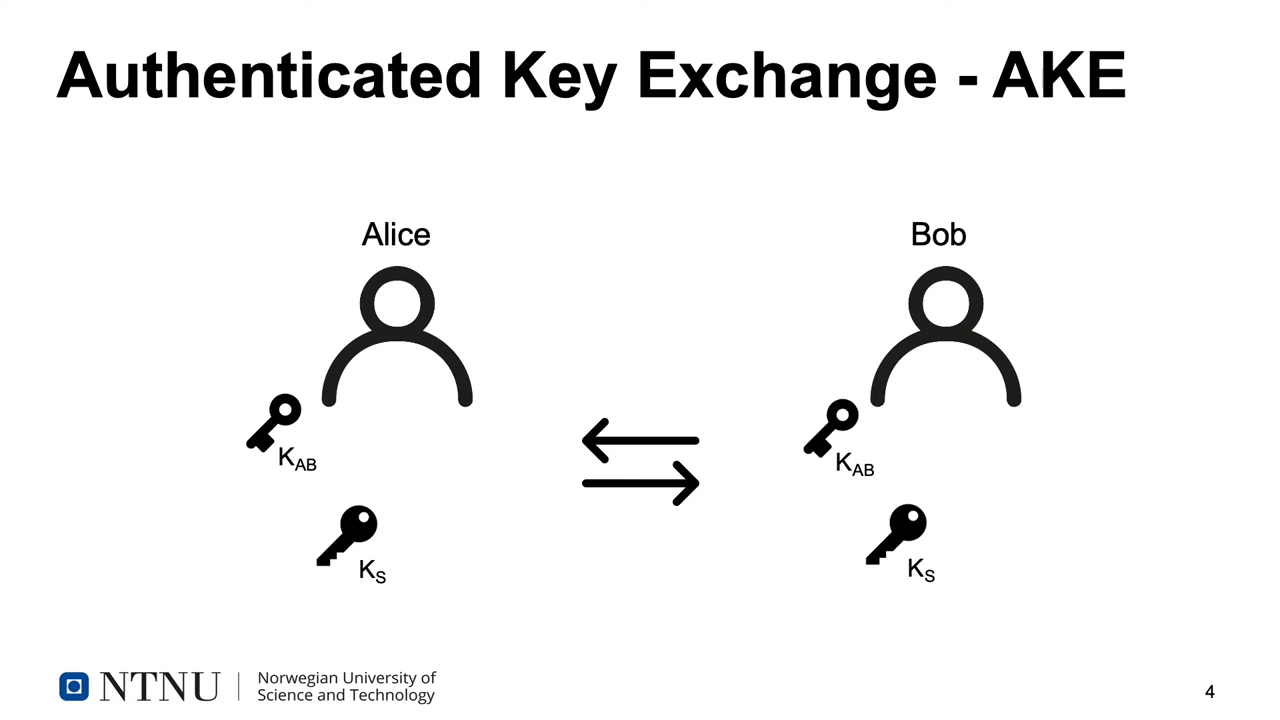 Authenticated Key Exchange - AKE
Alice
Bob
KAB
KAB
KS
KS
NTNU
Norwegian University of
Science and Technology
4